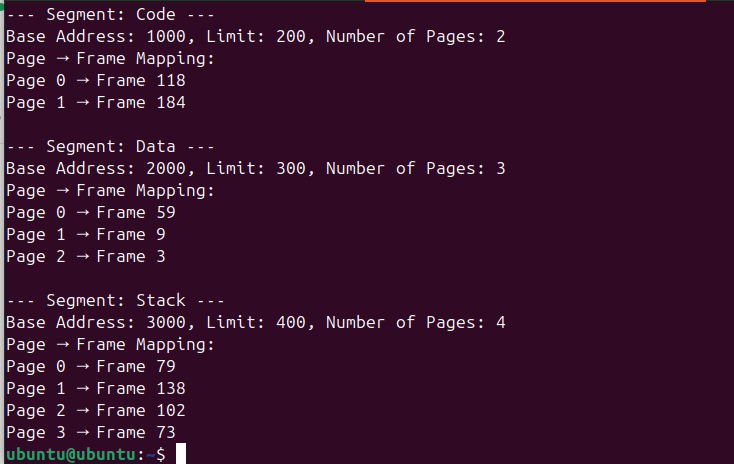 --- Segment: Code ---
Base Address: 1000, Limit: 200, Number of Pages: 2
Page → Frame Mapping:
Page 0 → Frame 118
Page 1 → Frame 184
--- Segment: Data ---
Base Address: 2000, Limit: 300, Number of Pages: 3
Page → Frame Mapping:
Page 0 → Frame 59
Page 1 → Frame 9
Page 2 → Frame 3
--- Segment: Stack ---
Base Address: 3000, Limit: 400, Number of Pages: 4
Page → Frame Mapping:
Page 0 → Frame 79
Page 1 → Frame 138
Page 2 → Frame 102
Page 3 → Frame 73
ubuntu@ubuntu:~$